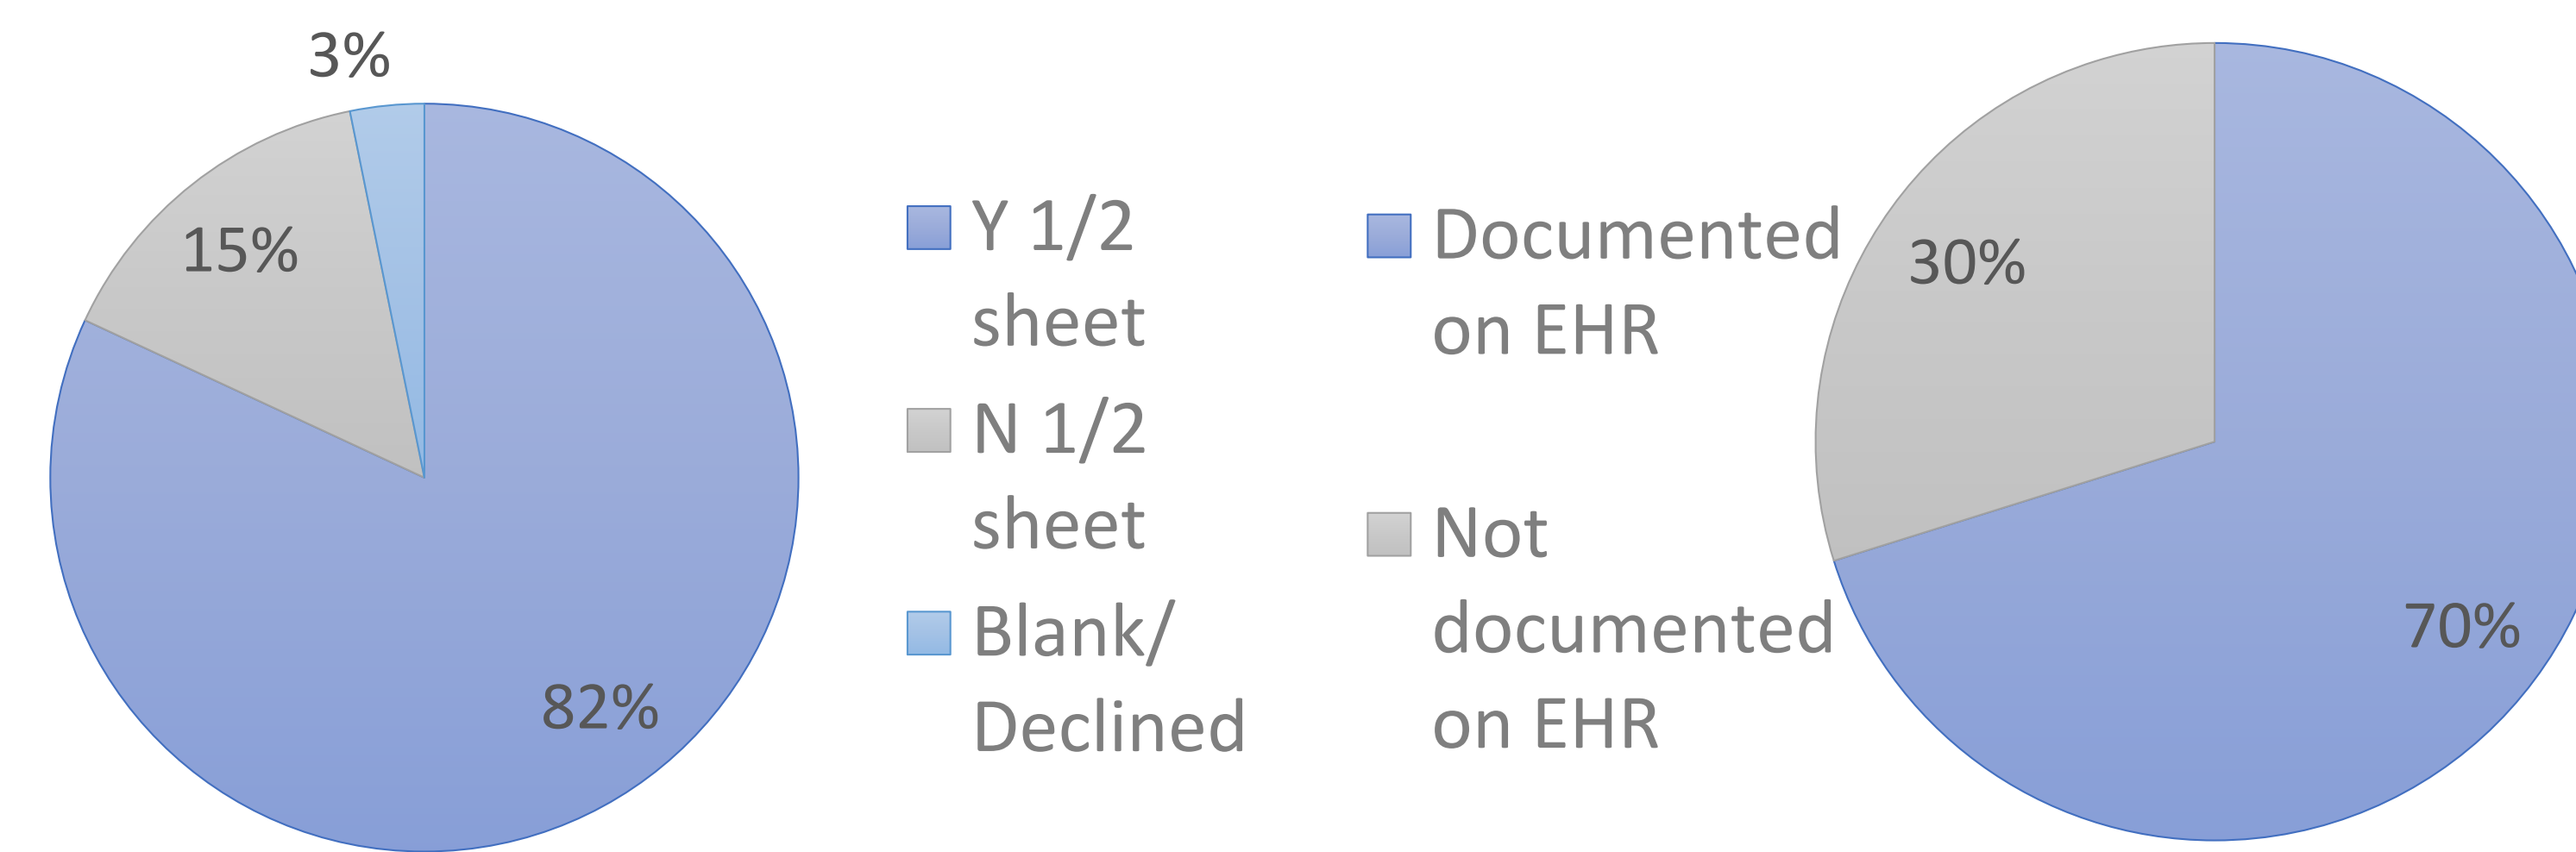 3%
15%
82%
Y 1/2
sheet
N 1/2
sheet
Blank/
Declined
Documented
on EHR
Not
documented
on EHR
30%
70%